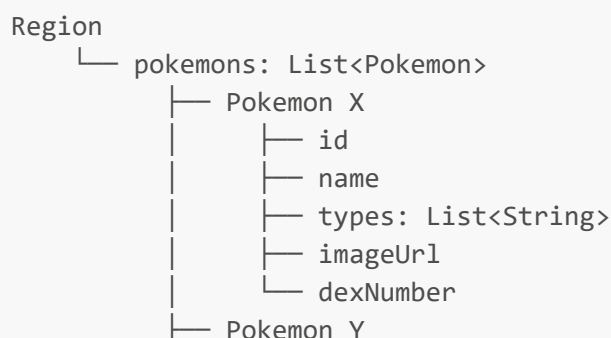 Region
└── pokemons: List<Pokemon>
├── Pokemon X
│ ├── id
│ ├── name
│ ├── types: List<String>
│ ├── imageUrl
│ └── dexNumber
├── Pokemon Y